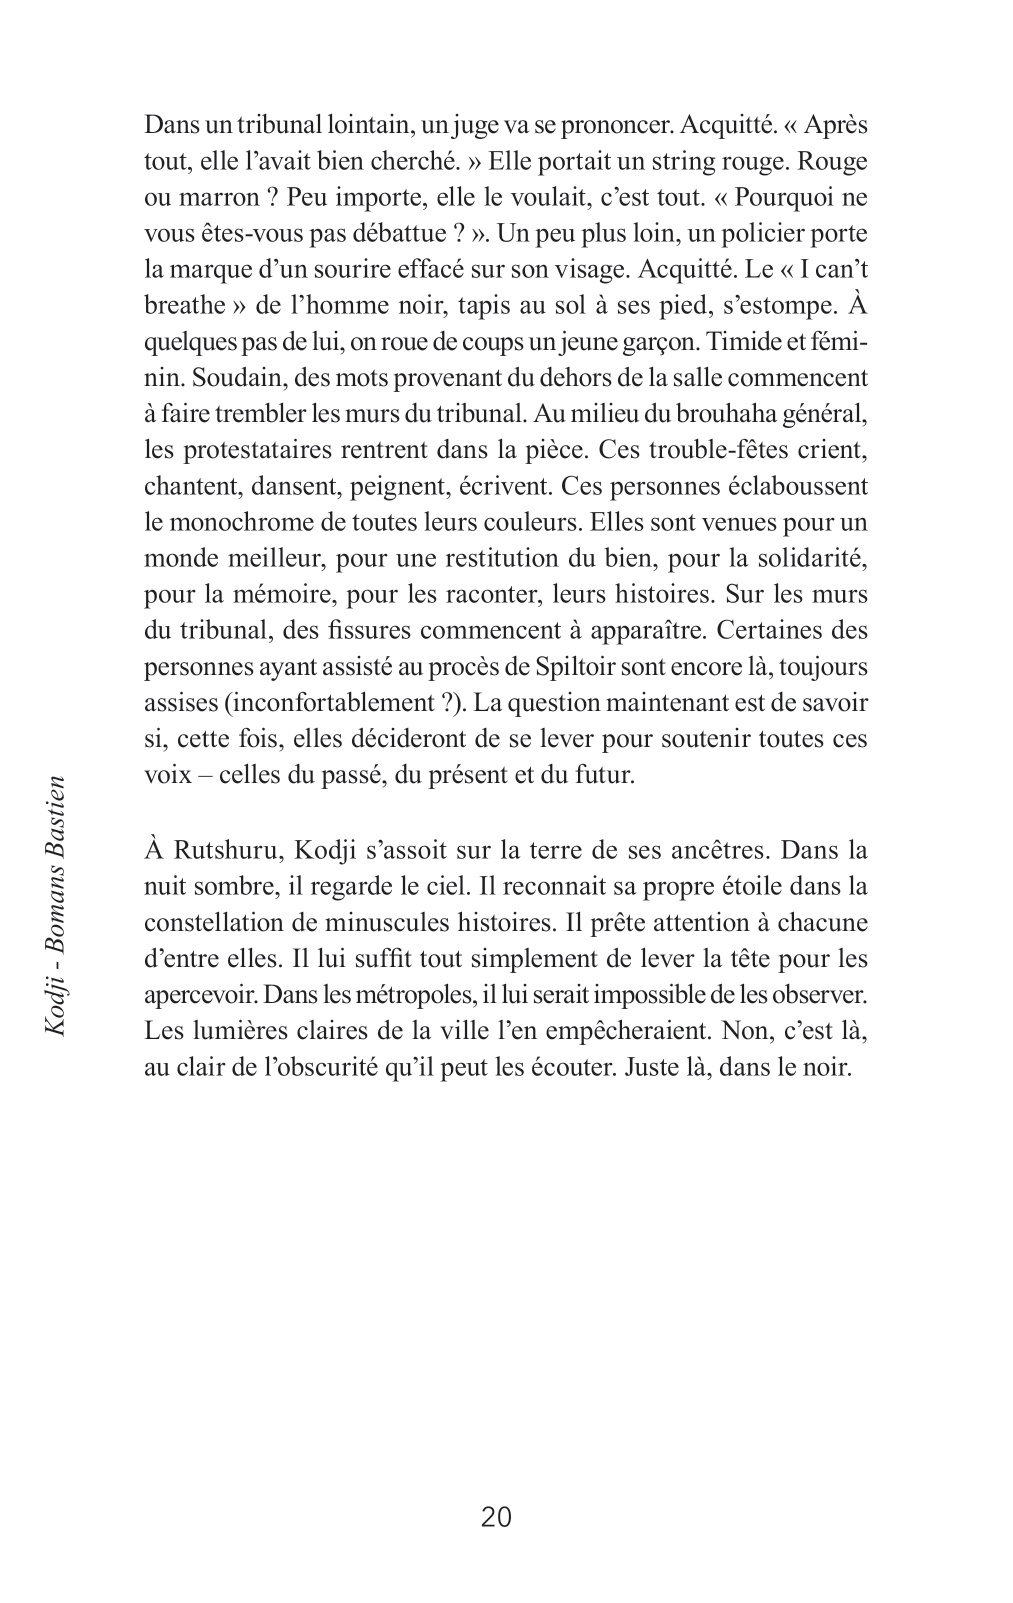 Dans un tribunal lointain, un juge va se prononcer. Acquitté. « Après
tout, elle l’avait bien cherché. » Elle portait un string rouge. Rouge
ou marron ? Peu importe, elle le voulait, c’est tout. « Pourquoi ne
vous êtes-vous pas débattue ? ». Un peu plus loin, un policier porte
la marque d’un sourire effacé sur son visage. Acquitté. Le « I can’t
breathe » de l’homme noir, tapis au sol à ses pied, s’estompe. À
quelques pas de lui, on roue de coups un jeune garçon. Timide et fémi-
nin. Soudain, des mots provenant du dehors de la salle commencent
à faire trembler les murs du tribunal. Au milieu du brouhaha général,
les protestataires rentrent dans la pièce. Ces trouble-fêtes crient,
chantent, dansent, peignent, écrivent. Ces personnes éclaboussent
le monochrome de toutes leurs couleurs. Elles sont venues pour un
monde meilleur, pour une restitution du bien, pour la solidarité,
pour la mémoire, pour les raconter, leurs histoires. Sur les murs
du tribunal, des fissures commencent à apparaître. Certaines des
personnes ayant assisté au procès de Spiltoir sont encore là, toujours
assises (inconfortablement ?). La question maintenant est de savoir
si, cette fois, elles décideront de se lever pour soutenir toutes ces
voix – celles du passé, du présent et du futur.
À Rutshuru, Kodji s’assoit sur la terre de ses ancêtres. Dans la
nuit sombre, il regarde le ciel. Il reconnait sa propre étoile dans la
constellation de minuscules histoires. Il prête attention à chacune
d’entre elles. Il lui suffit tout simplement de lever la tête pour les
apercevoir. Dans les métropoles, il lui serait impossible de les observer.
Les lumières claires de la ville l’en empêcheraient. Non, c’est là,
au clair de l’obscurité qu’il peut les écouter. Juste là, dans le noir.
Kodji - Bomans Bastien
20